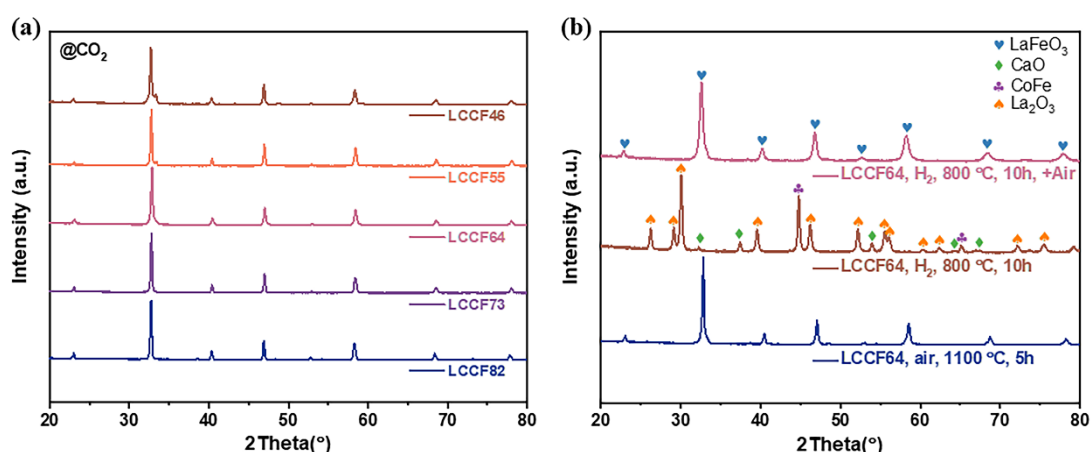 (a)
@CO₂
LCCF46
LCCF55
LCCF64
LCCF73
LCCF82
Intensity (a.u.)
20 30 40 50 60 70 80
2Theta(°)
(b)
LaFeO₃
CaO
CoFe
La₂O₃
LCCF64, H₂, 800 °C, 10h, +Air
LCCF64, H₂, 800 °C, 10h
LCCF64, air, 1100 °C, 5h
Intensity (a.u.)
20 30 40 50 60 70 80
2Theta(°)